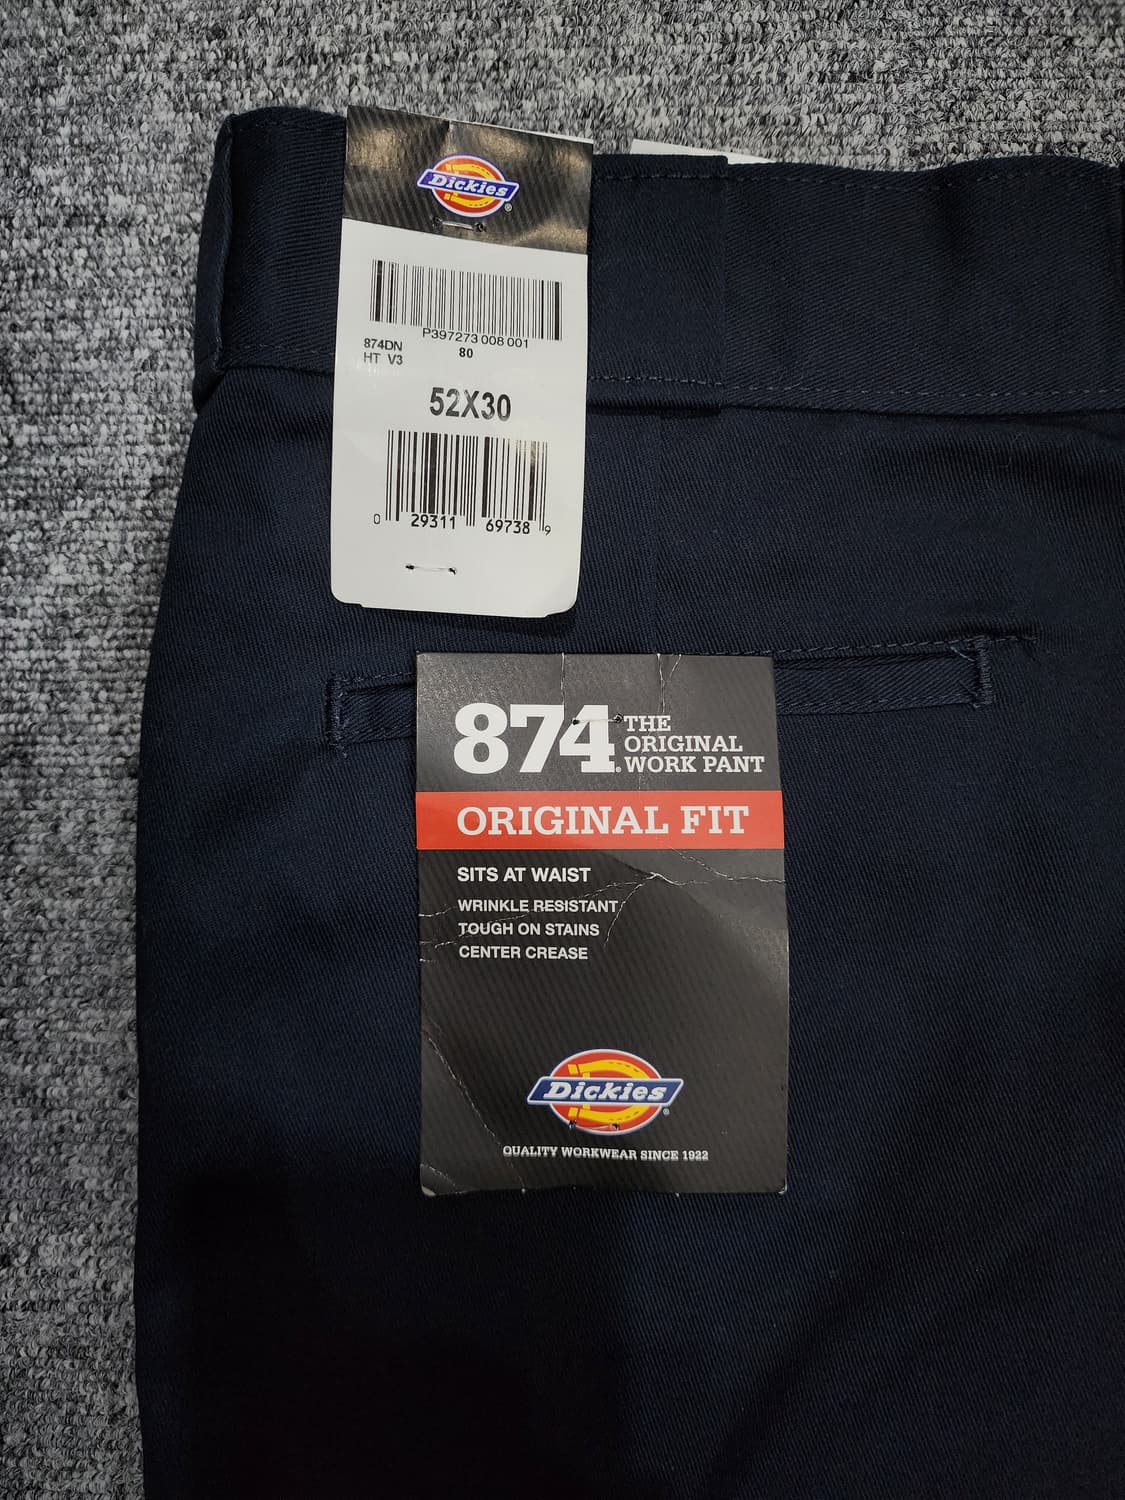 Dickies®
P397273 008 001
874DN
80
HT V3
52X30
0 29311 69738 9
874® THE
ORIGINAL
WORK PANT
ORIGINAL FIT
SITS AT WAIST
WRINKLE RESISTANT
TOUGH ON STAINS
CENTER CREASE
Dickies®
QUALITY WORKWEAR SINCE 1922